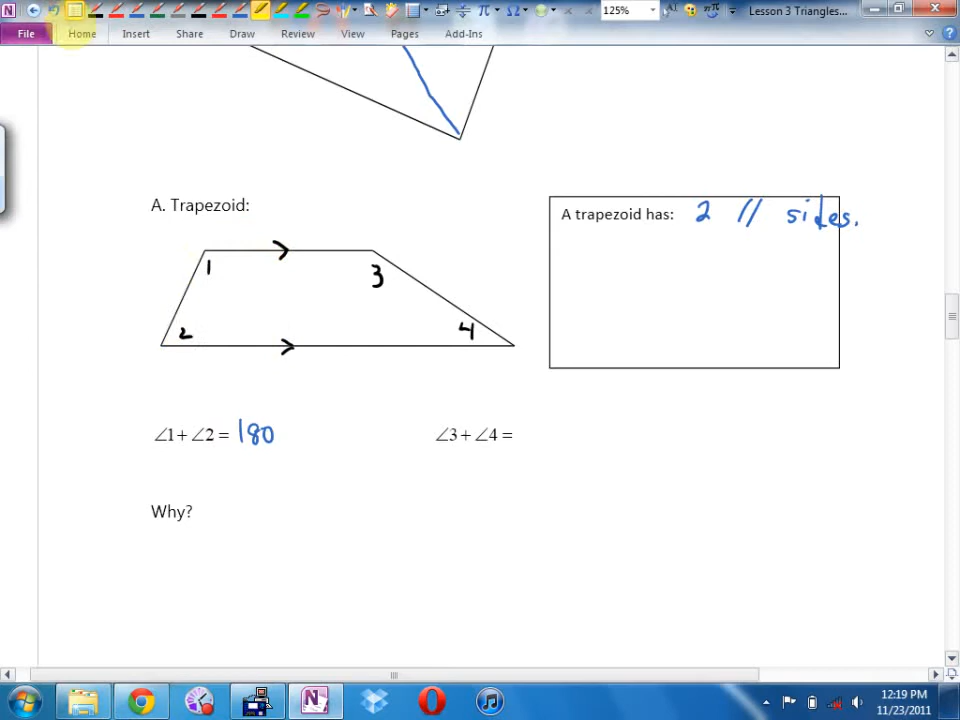 125% Lesson 3 Triangles...
File Home Insert Share Draw Review View Pages Add-Ins
A. Trapezoid:
A trapezoid has: 2 // sides.
1 3
2 4
∠1 + ∠2 = 180 ∠3 + ∠4 =
Why?
12:19 PM
11/23/2011